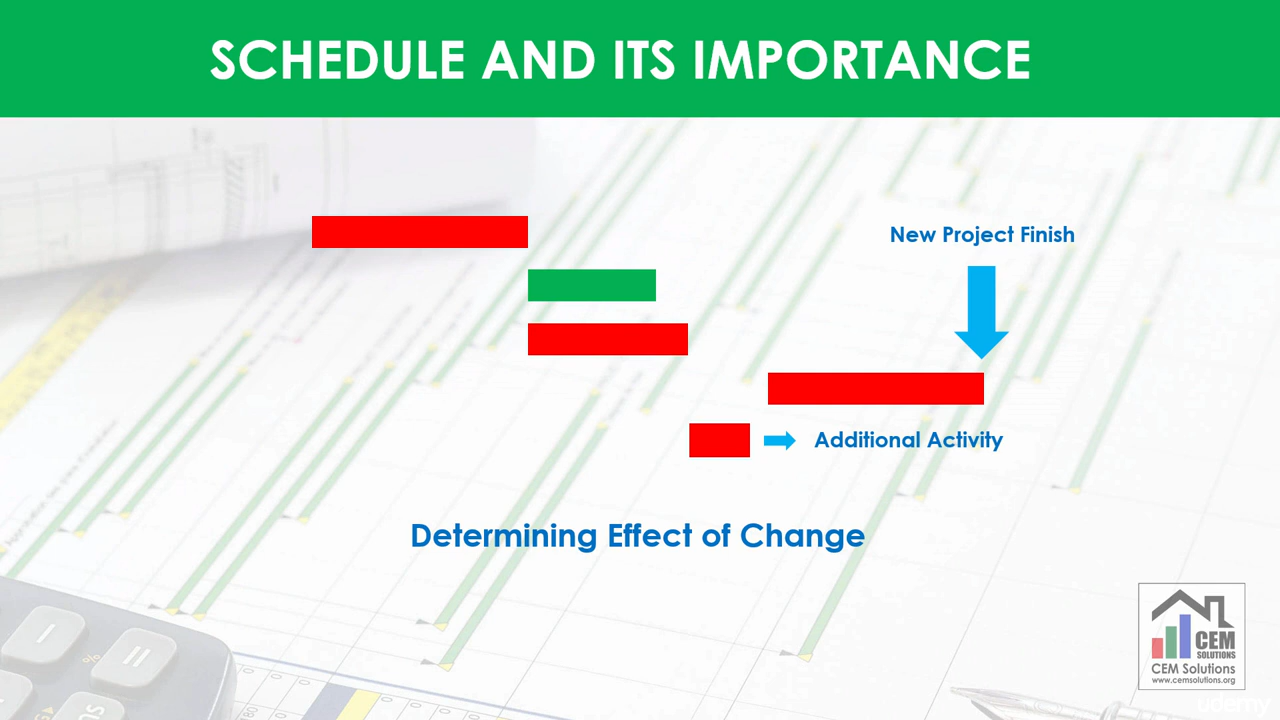 SCHEDULE AND ITS IMPORTANCE
New Project Finish
Additional Activity
Determining Effect of Change
CEM
SOLUTIONS
CEM Solutions
www.cemsolutions.org
udemy